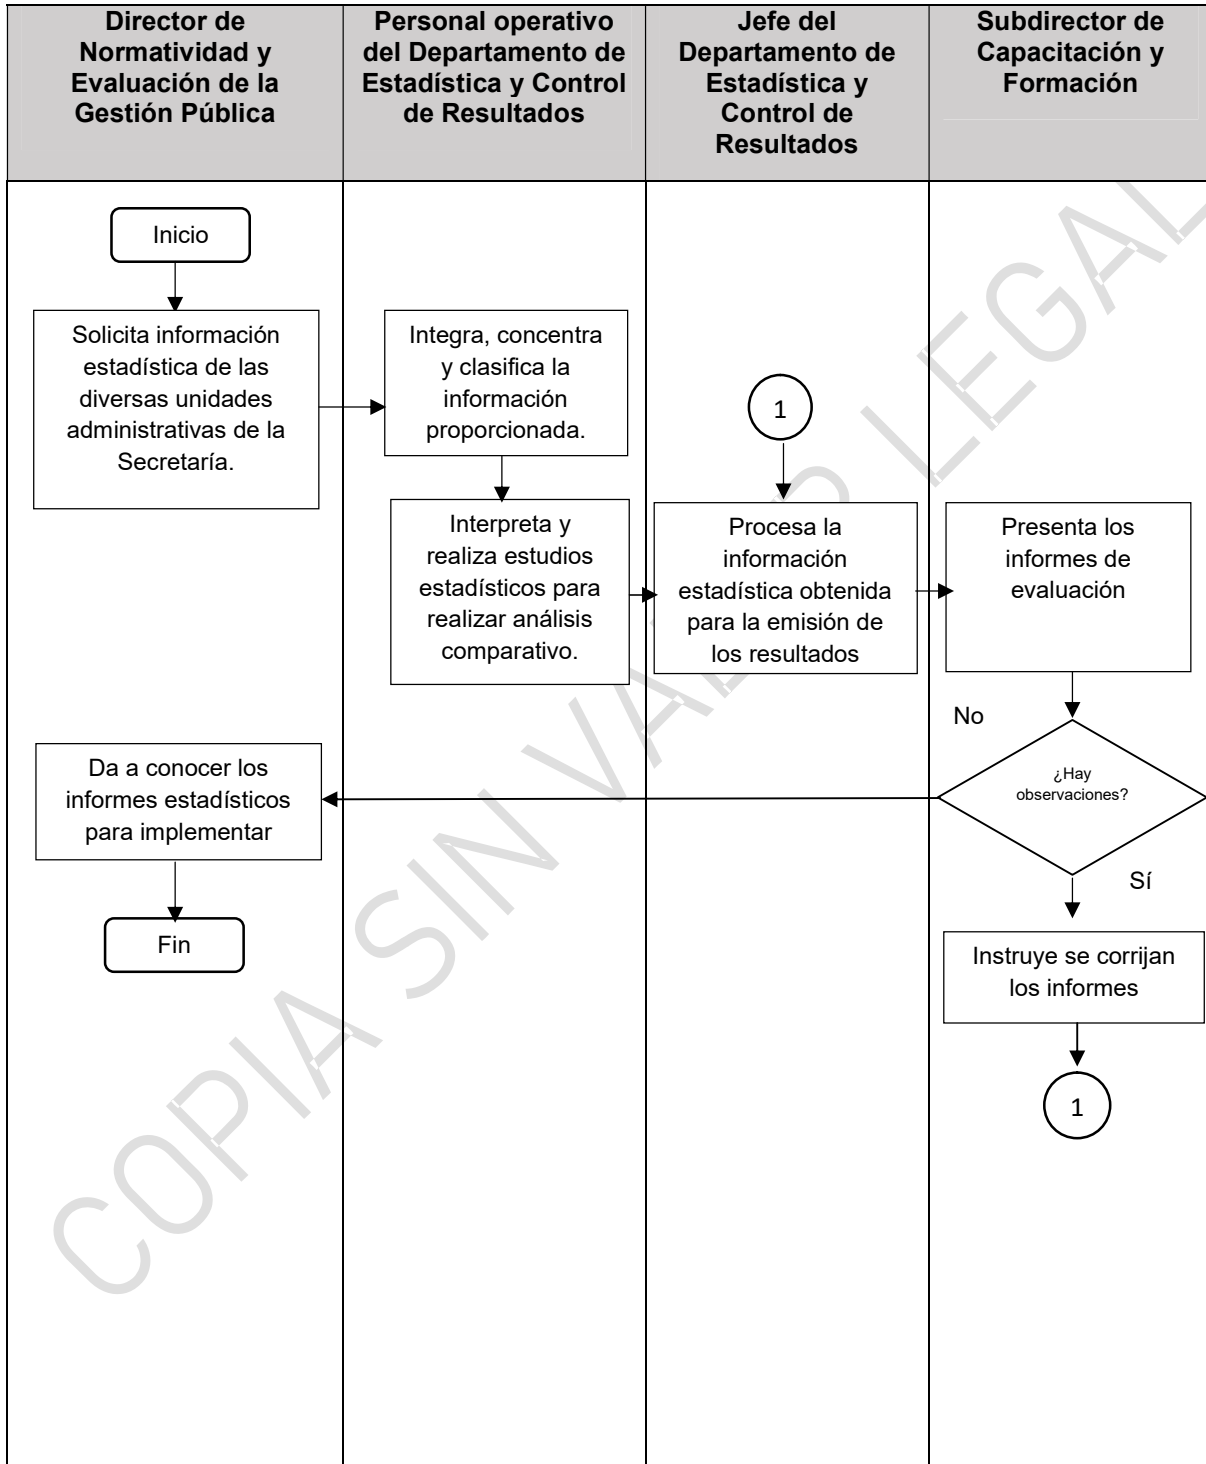 Director de
Normatividad y
Evaluación de la
Gestión Pública
Personal operativo
del Departamento de
Estadística y Control
de Resultados
Jefe del
Departamento de
Estadística y
Control de
Resultados
Subdirector de
Capacitación y
Formación
Inicio
Solicita información
estadística de las
diversas unidades
administrativas de la
Secretaría.
Integra, concentra
y clasifica la
información
proporcionada.
Interpreta y
realiza estudios
estadísticos para
realizar análisis
comparativo.
1
Procesa la
información
estadística obtenida
para la emisión de
los resultados
Presenta los
informes de
evaluación
No
¿Hay
observaciones?
Sí
Da a conocer los
informes estadísticos
para implementar
Fin
Instruye se corrijan
los informes
1
COPIA SIN VALOR LEGAL